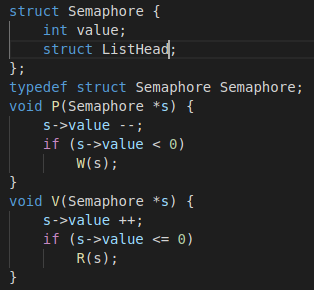 struct Semaphore {
    int value;
    struct ListHead;
};
typedef struct Semaphore Semaphore;
void P(Semaphore *s) {
    s->value --;
    if (s->value < 0)
        W(s);
}
void V(Semaphore *s) {
    s->value ++;
    if (s->value <= 0)
        R(s);
}